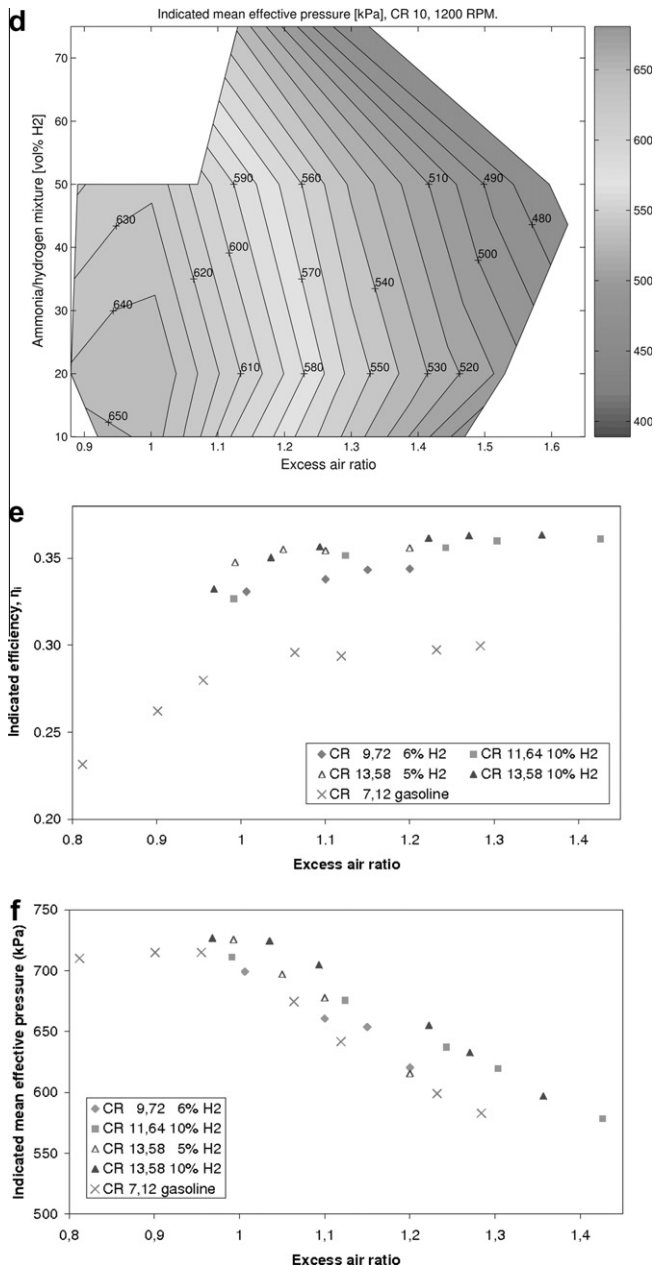 d
Indicated mean effective pressure [kPa], CR 10, 1200 RPM.
Ammonia/hydrogen mixture [vol% H2]
70
60
50
40
30
20
10
630
640
650
620
590
600
610
560
570
580
540
550
510
530
520
490
500
480
0.9 1 1.1 1.2 1.3 1.4 1.5 1.6
Excess air ratio
650
600
550
500
450
400
e
Indicated efficiency, ηi
0.35
0.30
0.25
0.20
CR 9,72 6% H2
CR 11,64 10% H2
CR 13,58 5% H2
CR 13,58 10% H2
CR 7,12 gasoline
0.8 0.9 1 1.1 1.2 1.3 1.4
Excess air ratio
f
Indicated mean effective pressure (kPa)
750
700
650
600
550
500
CR 9,72 6% H2
CR 11,64 10% H2
CR 13,58 5% H2
CR 13,58 10% H2
CR 7,12 gasoline
0,8 0,9 1 1,1 1,2 1,3 1,4
Excess air ratio